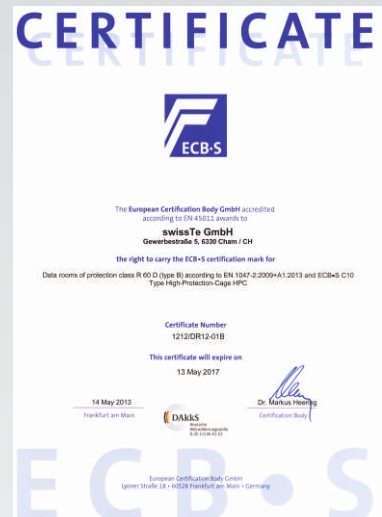 CERTIFICATE
ECB•S
The European Certification Body GmbH accredited
according to EN 45011 awards to
swissTe GmbH
Gewerbestraße 5, 6330 Cham / CH
the right to carry the ECB•S certification mark for
Data rooms of protection class R 60 D (type B) according to EN 1047-2:2009+A1:2013 and ECB•S C10
Type High-Protection-Cage HPC
Certificate Number
1212/DR12-01B
This certificate will expire on
13 May 2017
14 May 2013
Dr. Markus Heering
Frankfurt am Main
DAkkS
Deutsche
Akkreditierungsstelle
Certification Body
European Certification Body GmbH
Lyoner Straße 18 • 60528 Frankfurt am Main • Germany
ECB•S